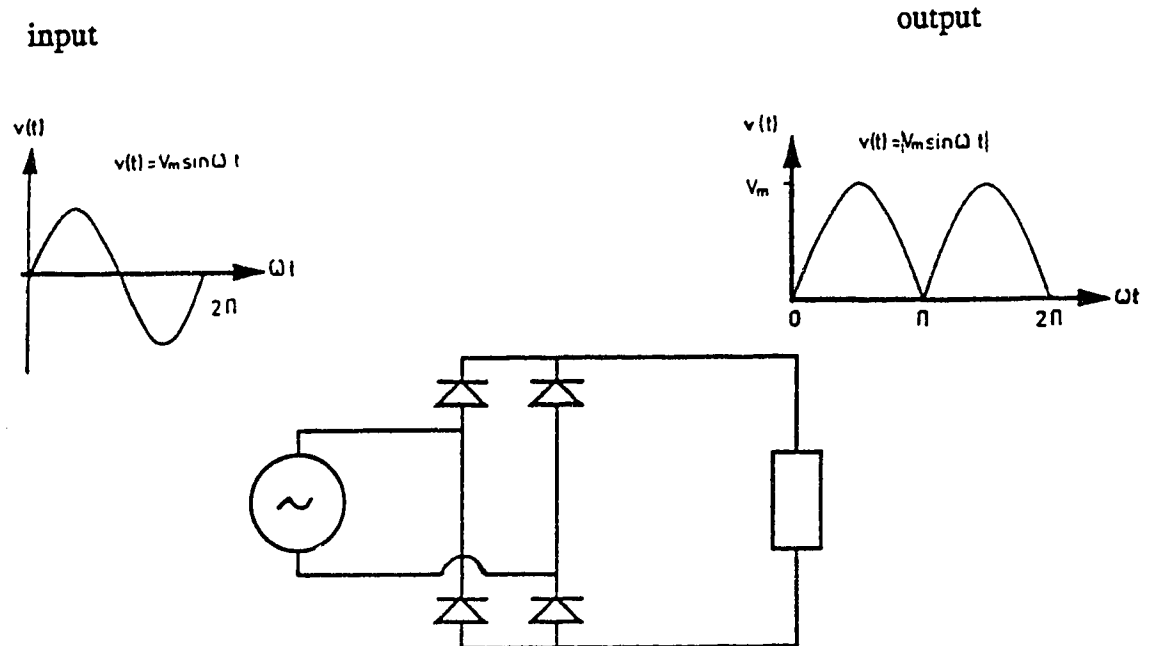 input
output
v(t)
v(t) = Vm sin ω t
ωt
2π
v(t)
v(t) = |Vm sin ω t|
Vm
0
π
2π
ωt
~